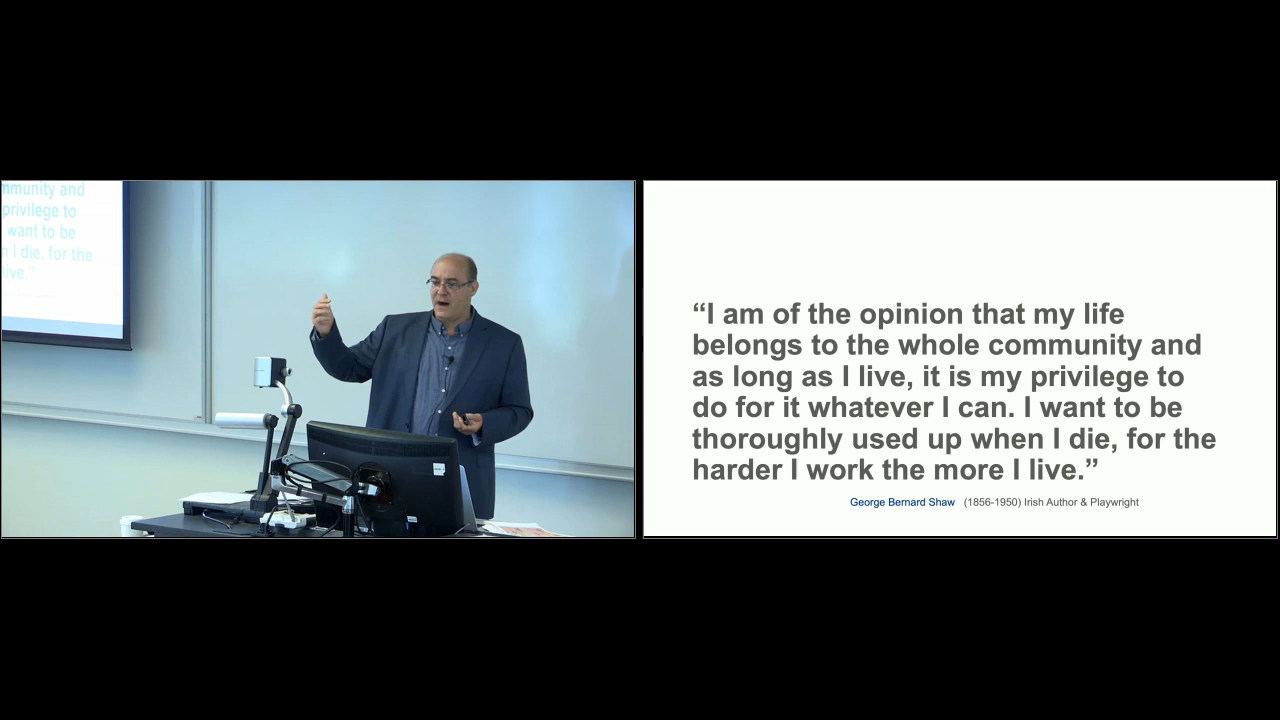 mmunity and
privilege to
want to be
n I die, for the
live.”
“I am of the opinion that my life
belongs to the whole community and
as long as I live, it is my privilege to
do for it whatever I can. I want to be
thoroughly used up when I die, for the
harder I work the more I live.”
George Bernard Shaw (1856-1950) Irish Author & Playwright